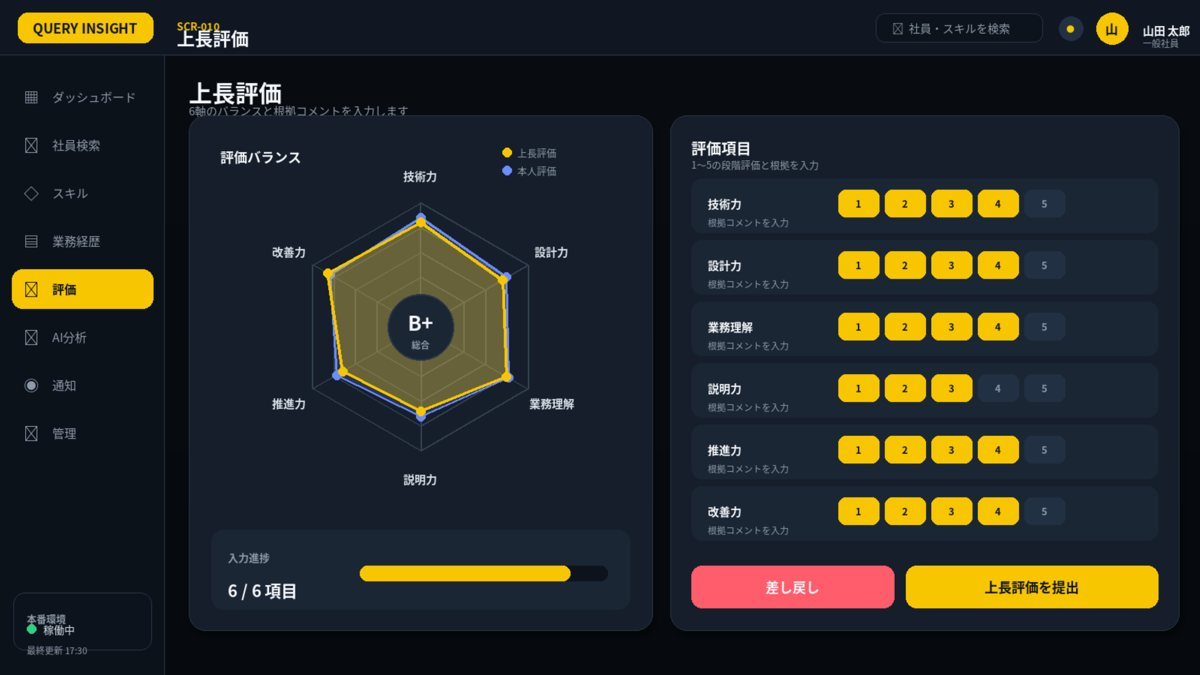 QUERY INSIGHT
SCR-010
上長評価
社員・スキルを検索
山
山田 太郎
一般社員
ダッシュボード
社員検索
スキル
業務経歴
評価
AI分析
通知
管理
本番環境
稼働中
最終更新 17:30
上長評価
6軸のバランスと根拠コメントを入力します
評価バランス
上長評価
本人評価
技術力
改善力
設計力
B+
総合
推進力
業務理解
説明力
入力進捗
6 / 6 項目
評価項目
1〜5の段階評価と根拠を入力
技術力 1 2 3 4 5
根拠コメントを入力
設計力 1 2 3 4 5
根拠コメントを入力
業務理解 1 2 3 4 5
根拠コメントを入力
説明力 1 2 3 4 5
根拠コメントを入力
推進力 1 2 3 4 5
根拠コメントを入力
改善力 1 2 3 4 5
根拠コメントを入力
差し戻し
上長評価を提出